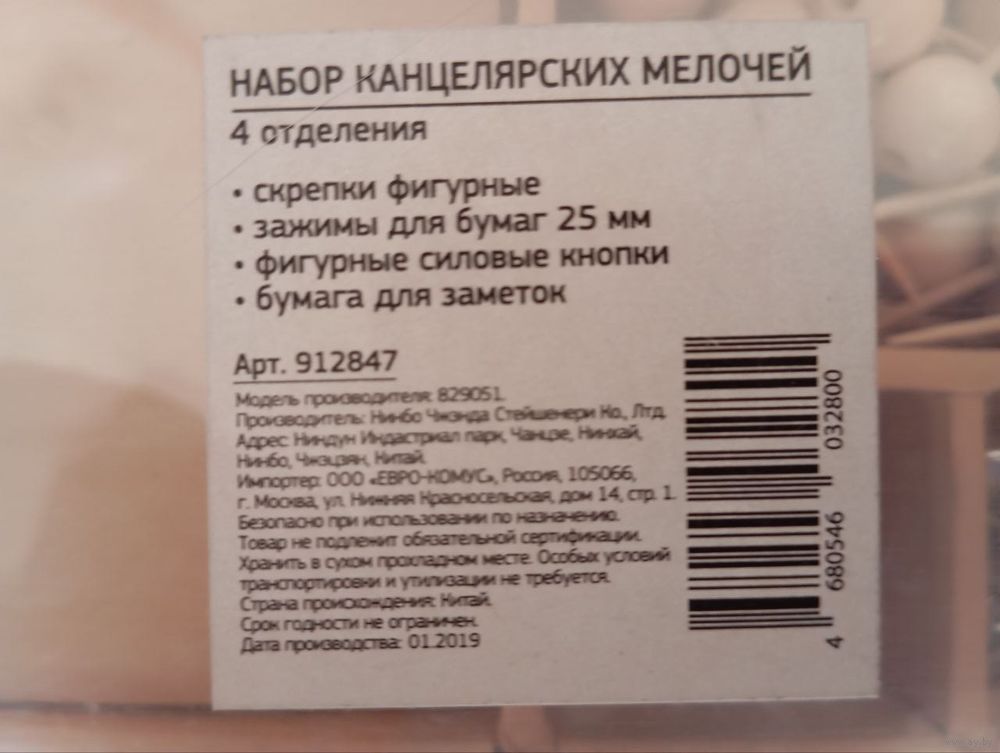 НАБОР КАНЦЕЛЯРСКИХ МЕЛОЧЕЙ
4 отделения
• скрепки фигурные
• зажимы для бумаг 25 мм
• фигурные силовые кнопки
• бумага для заметок
Арт. 912847
Модель производителя: 829051.
Производитель: Нинбо Чжэнда Стейшенери Ко., Лтд.
Адрес: Ниндун Индастриал парк, Чанцзе, Нинхай,
Нинбо, Чжэцзян, Китай.
Импортер: ООО «ЕВРО-КОМУС», Россия, 105066,
г. Москва, ул. Нижняя Красносельская, дом 14, стр. 1.
Безопасно при использовании по назначению.
Товар не подлежит обязательной сертификации.
Хранить в сухом прохладном месте. Особых условий
транспортировки и утилизации не требуется.
Страна происхождения: Китай.
Срок годности не ограничен.
Дата производства: 01.2019
4 680546 032800